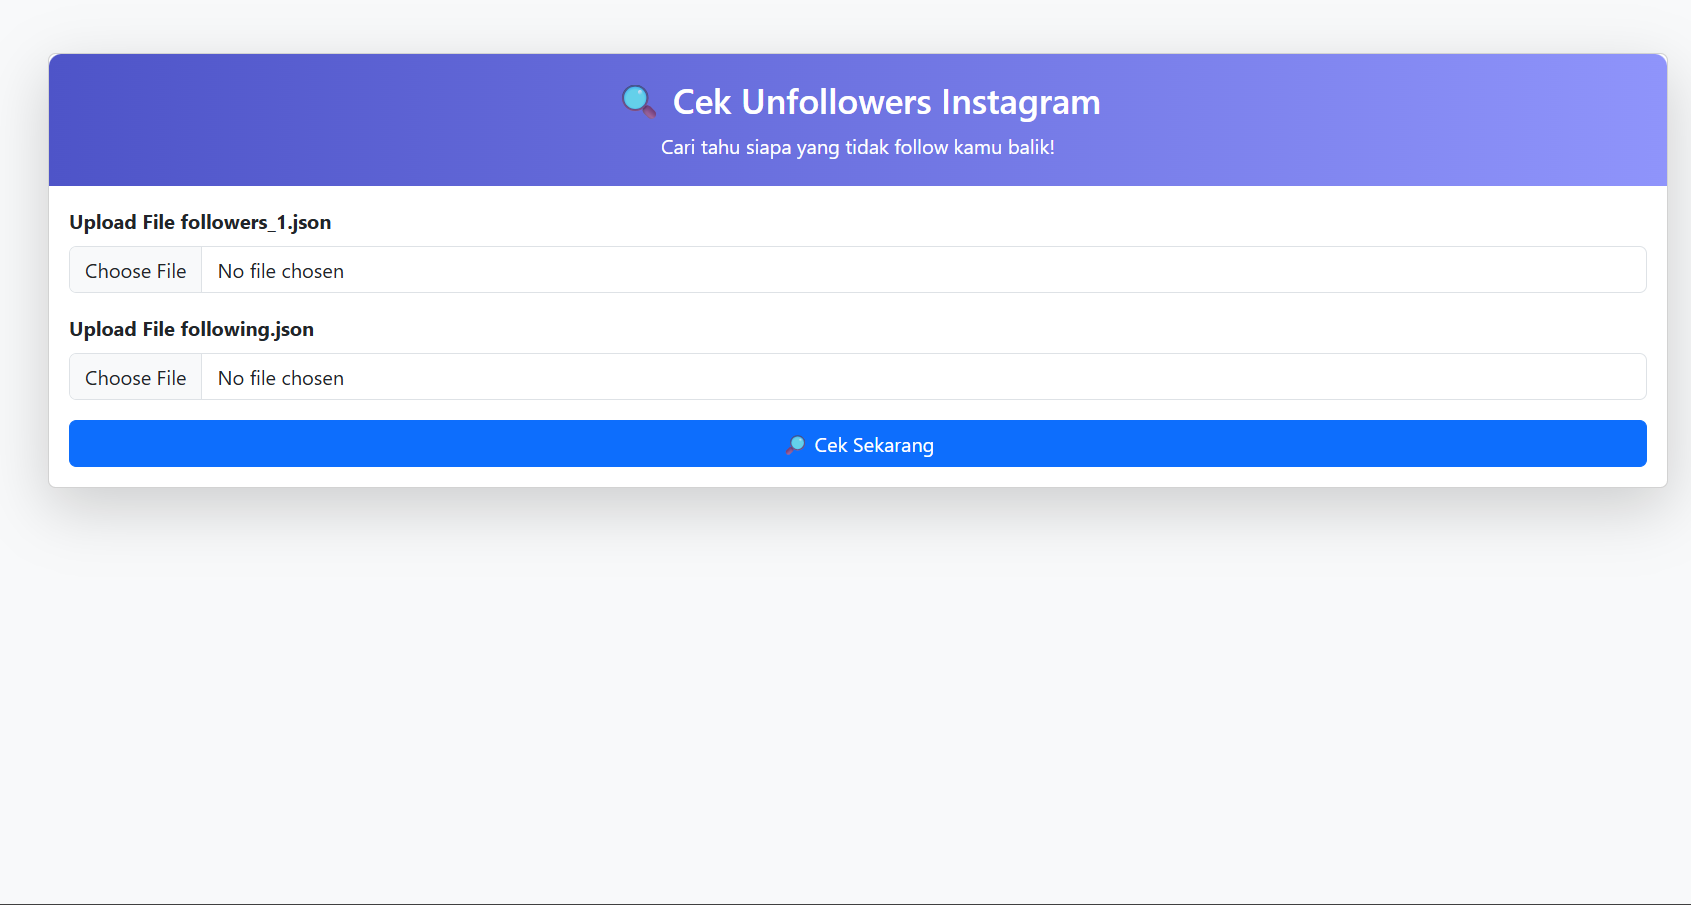 🔍 Cek Unfollowers Instagram
Cari tahu siapa yang tidak follow kamu balik!
Upload File followers_1.json
Choose File No file chosen
Upload File following.json
Choose File No file chosen
🔎 Cek Sekarang